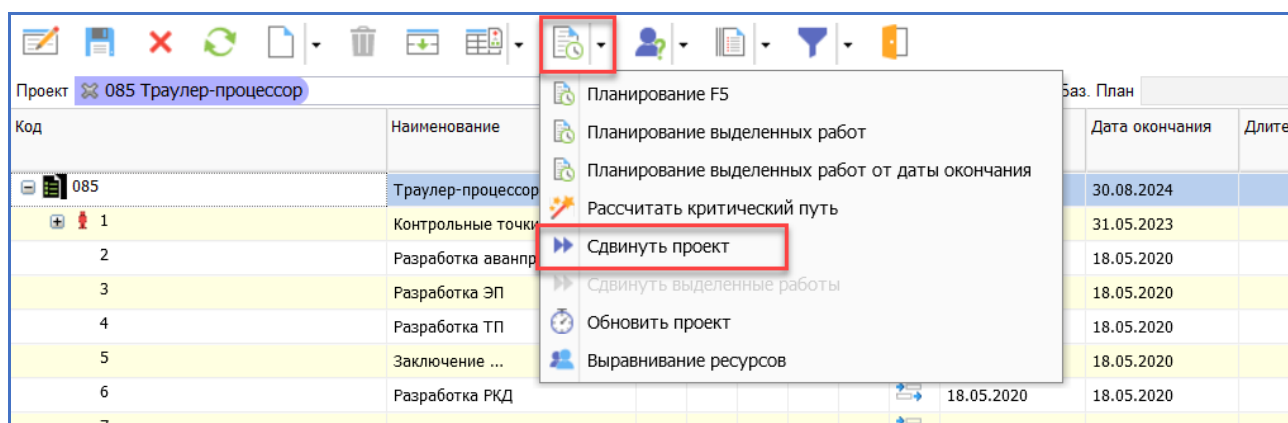 Проект 085 Траулер-процессор
Баз. План
Код Наименование Дата окончания Длите
Планирование F5
Планирование выделенных работ
Планирование выделенных работ от даты окончания
Рассчитать критический путь
Сдвинуть проект
Сдвинуть выделенные работы
Обновить проект
Выравнивание ресурсов
085 Траулер-процессор 30.08.2024
1 Контрольные точки 31.05.2023
2 Разработка аванпр 18.05.2020
3 Разработка ЭП 18.05.2020
4 Разработка ТП 18.05.2020
5 Заключение ... 18.05.2020
6 Разработка РКД 18.05.2020 18.05.2020